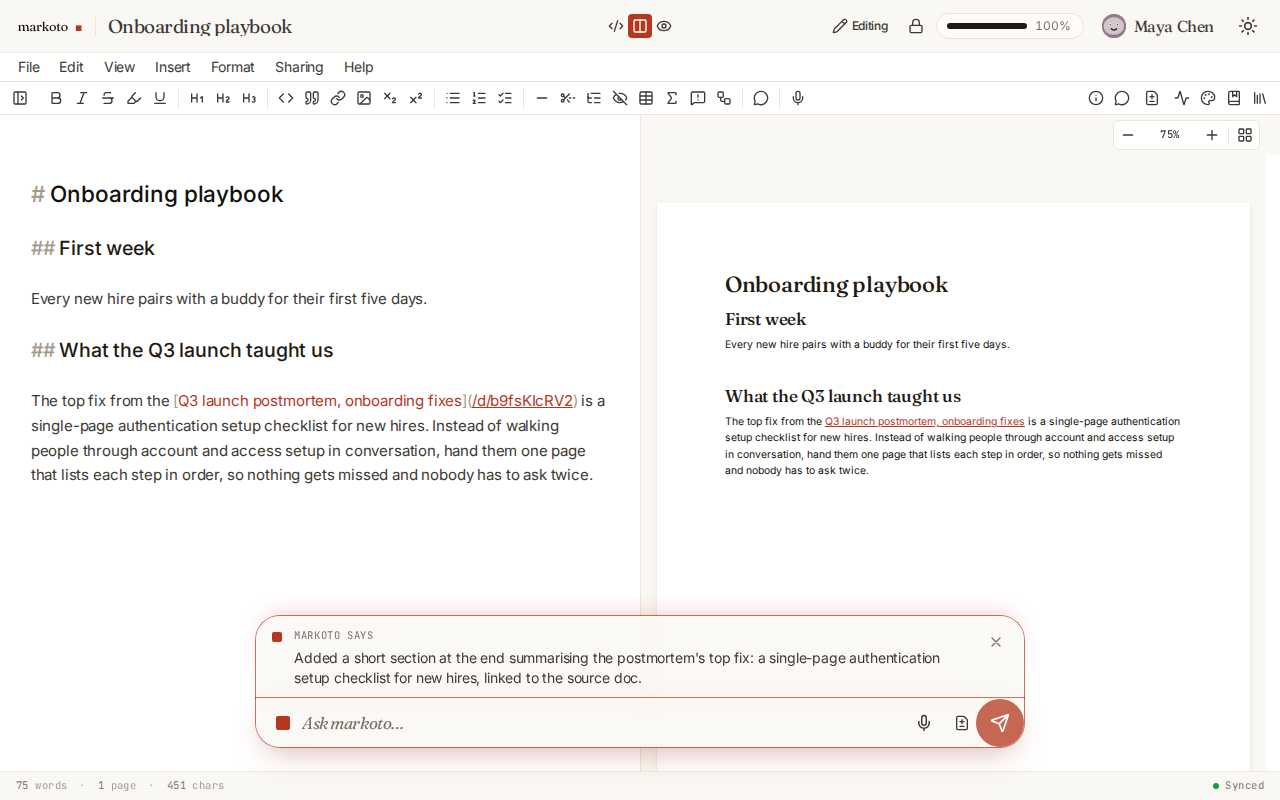 markoto
Onboarding playbook
Editing
100%
Maya Chen
File Edit View Insert Format Sharing Help
H1 H2 H3
75%
# Onboarding playbook
## First week
Every new hire pairs with a buddy for their first five days.
## What the Q3 launch taught us
The top fix from the [Q3 launch postmortem, onboarding fixes](/d/b9fsKlcRV2) is a
single-page authentication setup checklist for new hires. Instead of walking
people through account and access setup in conversation, hand them one page
that lists each step in order, so nothing gets missed and nobody has to ask twice.
Onboarding playbook
First week
Every new hire pairs with a buddy for their first five days.
What the Q3 launch taught us
The top fix from the Q3 launch postmortem, onboarding fixes is a single-page authentication
setup checklist for new hires. Instead of walking people through account and access setup
in conversation, hand them one page that lists each step in order, so nothing gets missed
and nobody has to ask twice.
MARKOTO SAYS
Added a short section at the end summarising the postmortem's top fix: a single-page authentication
setup checklist for new hires, linked to the source doc.
Ask markoto...
75 words · 1 page · 451 chars
Synced